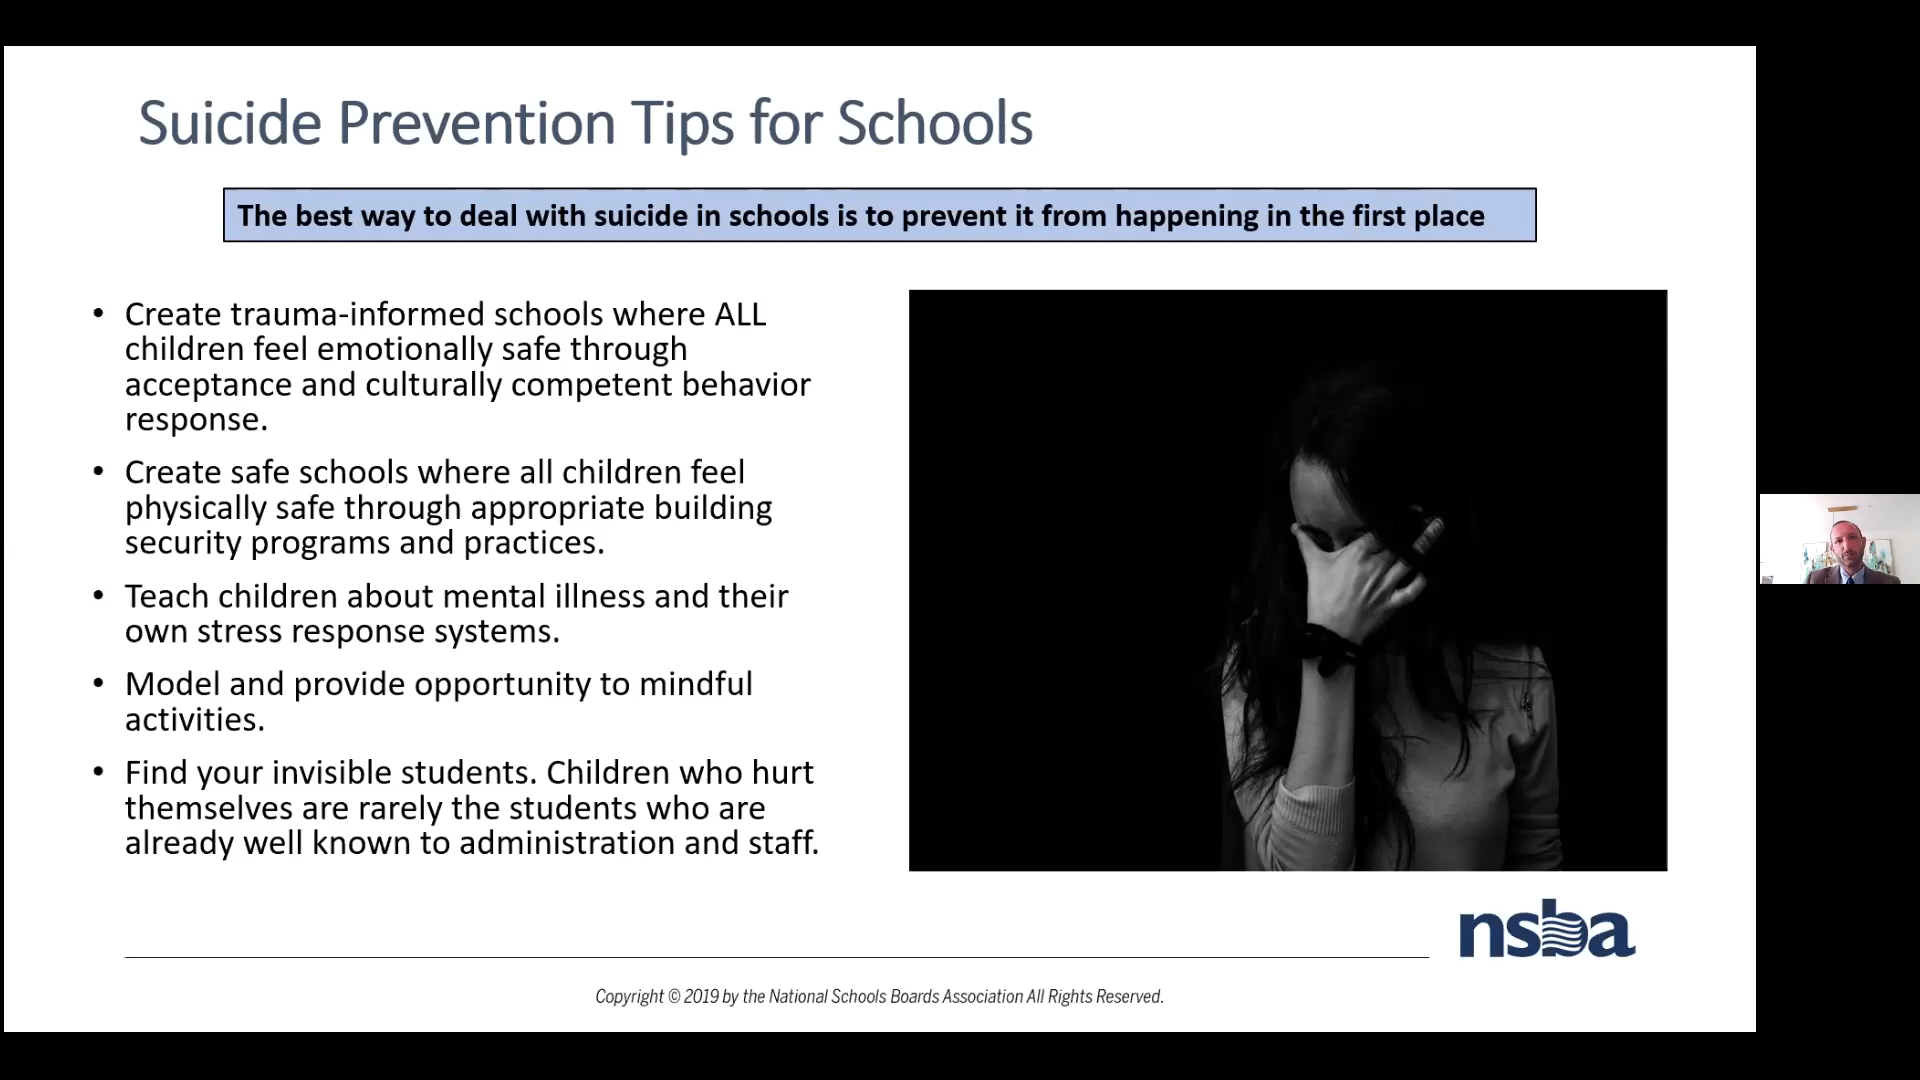 Suicide Prevention Tips for Schools
The best way to deal with suicide in schools is to prevent it from happening in the first place
• Create trauma-informed schools where ALL
children feel emotionally safe through
acceptance and culturally competent behavior
response.
• Create safe schools where all children feel
physically safe through appropriate building
security programs and practices.
• Teach children about mental illness and their
own stress response systems.
• Model and provide opportunity to mindful
activities.
• Find your invisible students. Children who hurt
themselves are rarely the students who are
already well known to administration and staff.
nsba
Copyright © 2019 by the National Schools Boards Association All Rights Reserved.